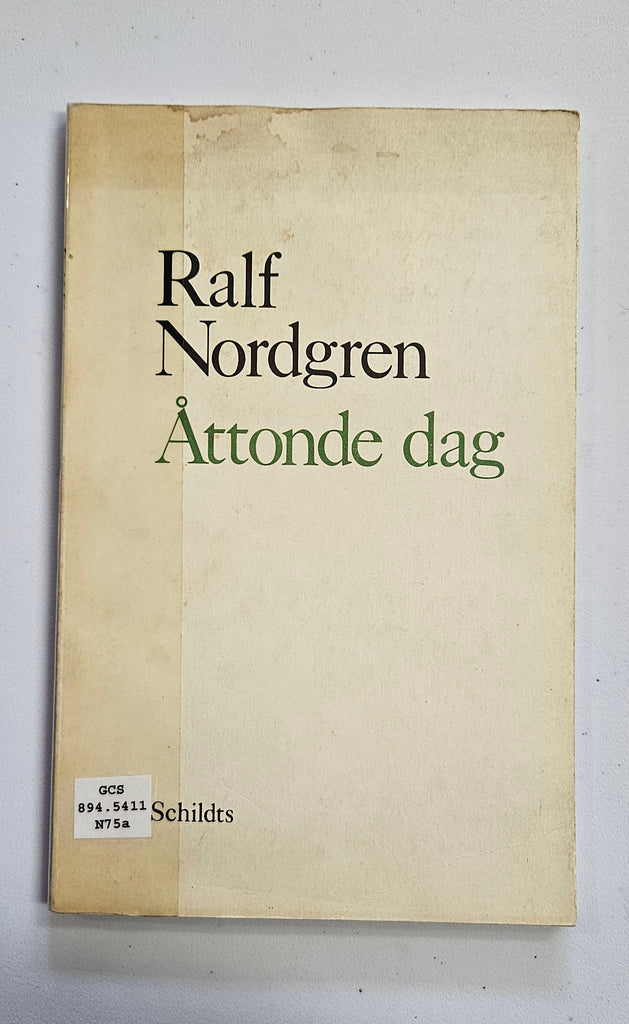 Ralf
Nordgren
Åttonde dag
GCS
894.5411
N75a
Schildts